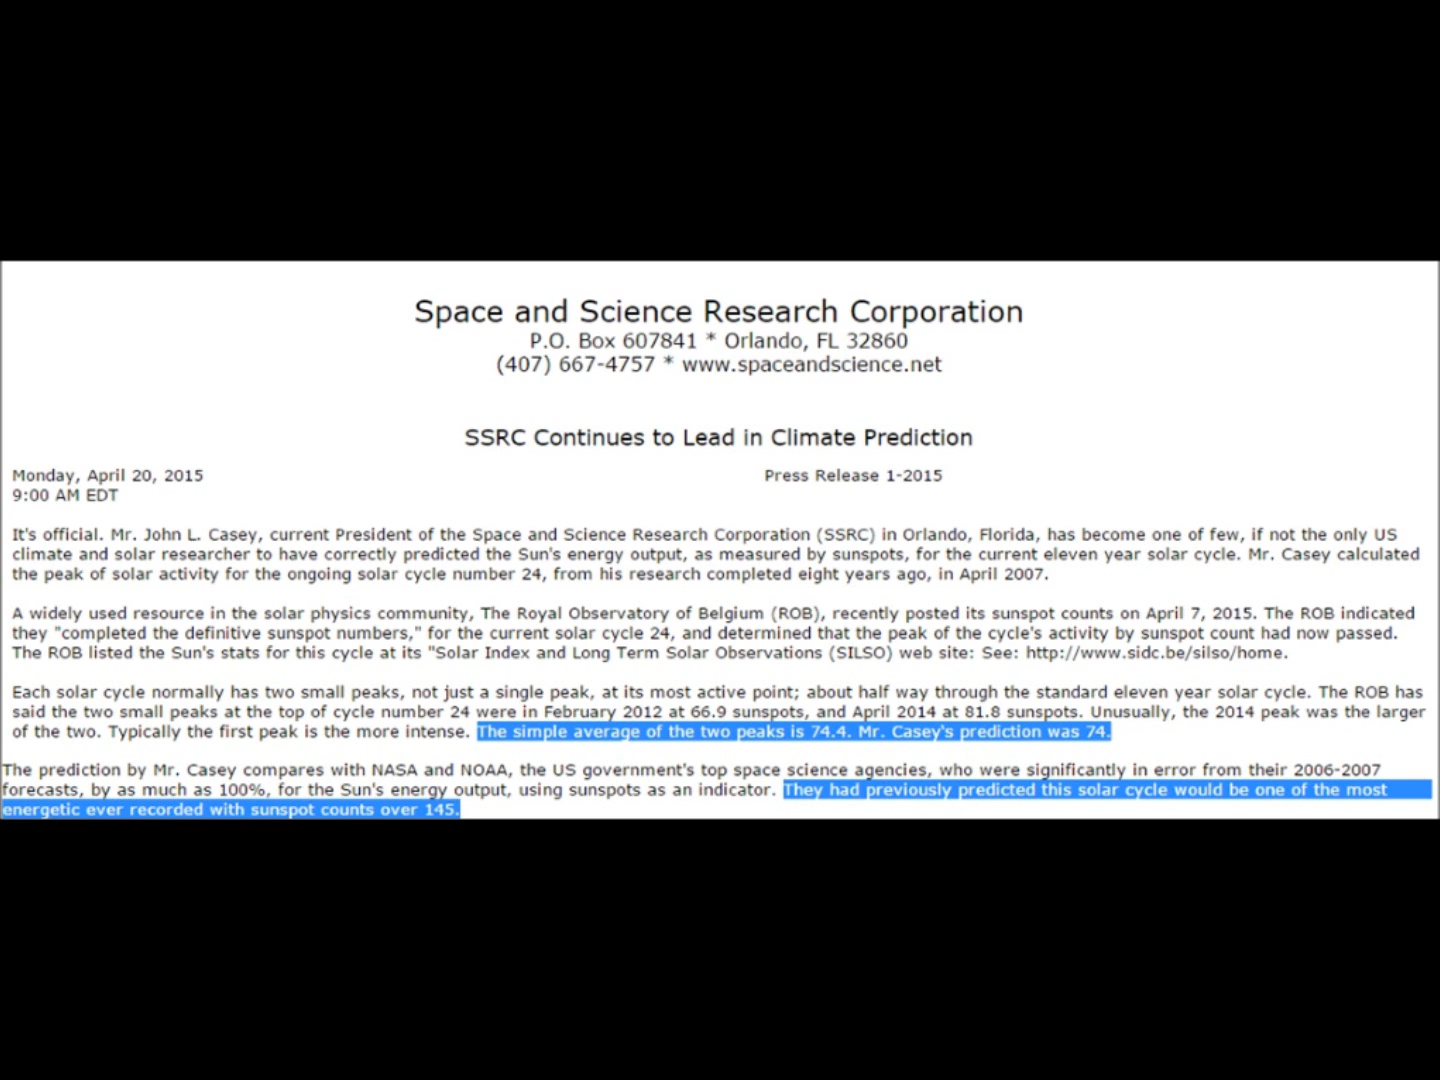 Space and Science Research Corporation
P.O. Box 607841 * Orlando, FL 32860
(407) 667-4757 * www.spaceandscience.net
SSRC Continues to Lead in Climate Prediction
Monday, April 20, 2015 Press Release 1-2015
9:00 AM EDT
It's official. Mr. John L. Casey, current President of the Space and Science Research Corporation (SSRC) in Orlando, Florida, has become one of few, if not the only US
climate and solar researcher to have correctly predicted the Sun's energy output, as measured by sunspots, for the current eleven year solar cycle. Mr. Casey calculated
the peak of solar activity for the ongoing solar cycle number 24, from his research completed eight years ago, in April 2007.
A widely used resource in the solar physics community, The Royal Observatory of Belgium (ROB), recently posted its sunspot counts on April 7, 2015. The ROB indicated
they "completed the definitive sunspot numbers," for the current solar cycle 24, and determined that the peak of the cycle's activity by sunspot count had now passed.
The ROB listed the Sun's stats for this cycle at its "Solar Index and Long Term Solar Observations (SILSO) web site: See: http://www.sidc.be/silso/home.
Each solar cycle normally has two small peaks, not just a single peak, at its most active point; about half way through the standard eleven year solar cycle. The ROB has
said the two small peaks at the top of cycle number 24 were in February 2012 at 66.9 sunspots, and April 2014 at 81.8 sunspots. Unusually, the 2014 peak was the larger
of the two. Typically the first peak is the more intense. The simple average of the two peaks is 74.4. Mr. Casey's prediction was 74.
The prediction by Mr. Casey compares with NASA and NOAA, the US government's top space science agencies, who were significantly in error from their 2006-2007
forecasts, by as much as 100%, for the Sun's energy output, using sunspots as an indicator. They had previously predicted this solar cycle would be one of the most
energetic ever recorded with sunspot counts over 145.